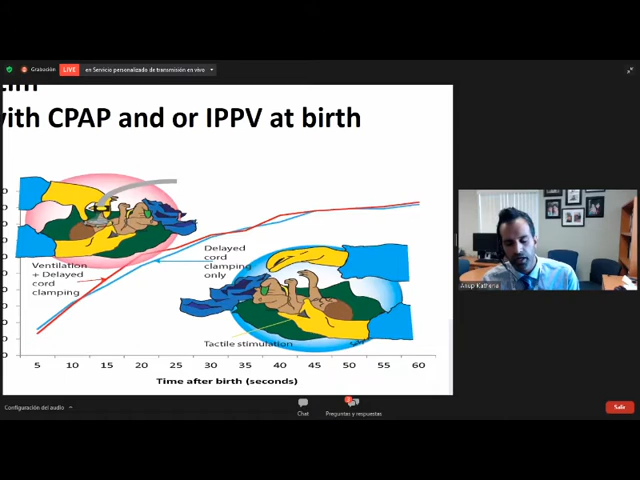 Grabación
LIVE
en Servicio personalizado de transmisión en vivo
with CPAP and or IPPV at birth
Ventilation
+ Delayed
cord
clamping
Delayed
cord
clamping
only
Tactile stimulation
5 10 15 20 25 30 35 40 45 50 55 60
Time after birth (seconds)
Anup Katheria
Configuración del audio
Chat
Preguntas y respuestas
Salir